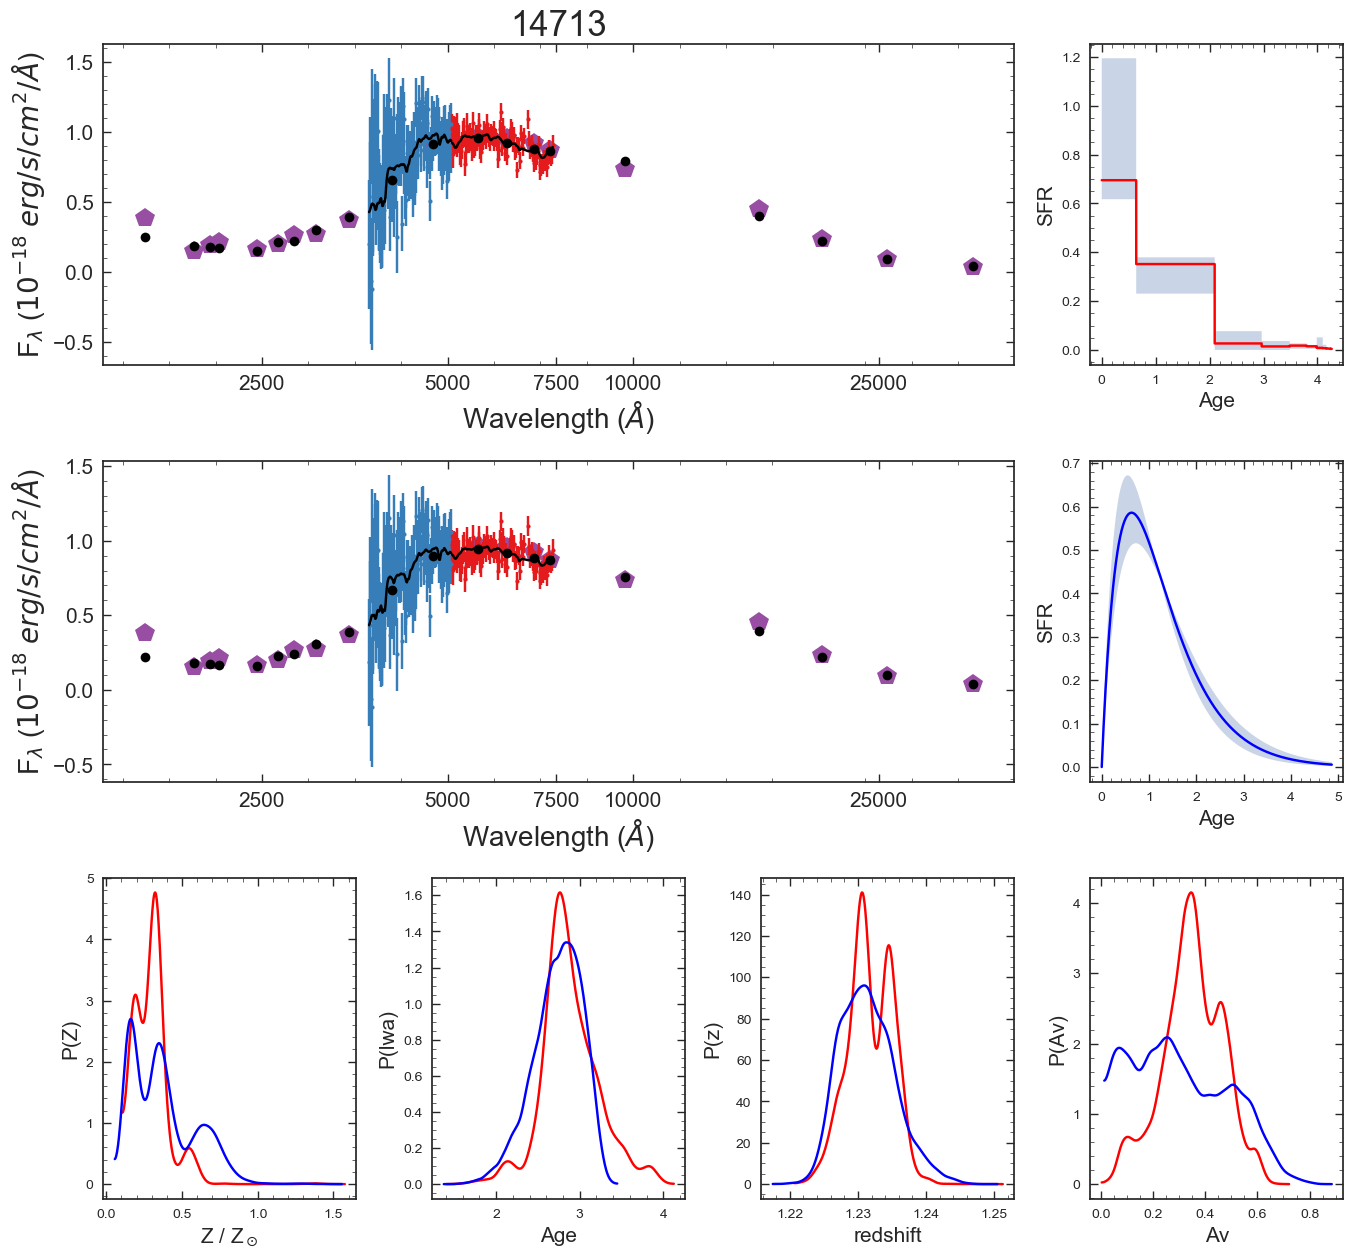 14713
F_λ (10^{-18} erg/s/cm^2/Å)
1.5
1.0
0.5
0.0
−0.5
2500 5000 7500 10000 25000
Wavelength (Å)
SFR
1.2
1.0
0.8
0.6
0.4
0.2
0.0
0 1 2 3 4
Age
F_λ (10^{-18} erg/s/cm^2/Å)
1.5
1.0
0.5
0.0
−0.5
2500 5000 7500 10000 25000
Wavelength (Å)
SFR
0.7
0.6
0.5
0.4
0.3
0.2
0.1
0.0
0 1 2 3 4 5
Age
P(Z)
5
4
3
2
1
0
0.0 0.5 1.0 1.5
Z / Z_⊙
P(lwa)
1.6
1.4
1.2
1.0
0.8
0.6
0.4
0.2
0.0
2 3 4
Age
P(z)
140
120
100
80
60
40
20
0
1.22 1.23 1.24 1.25
redshift
P(Av)
4
3
2
1
0
0.0 0.2 0.4 0.6 0.8
Av